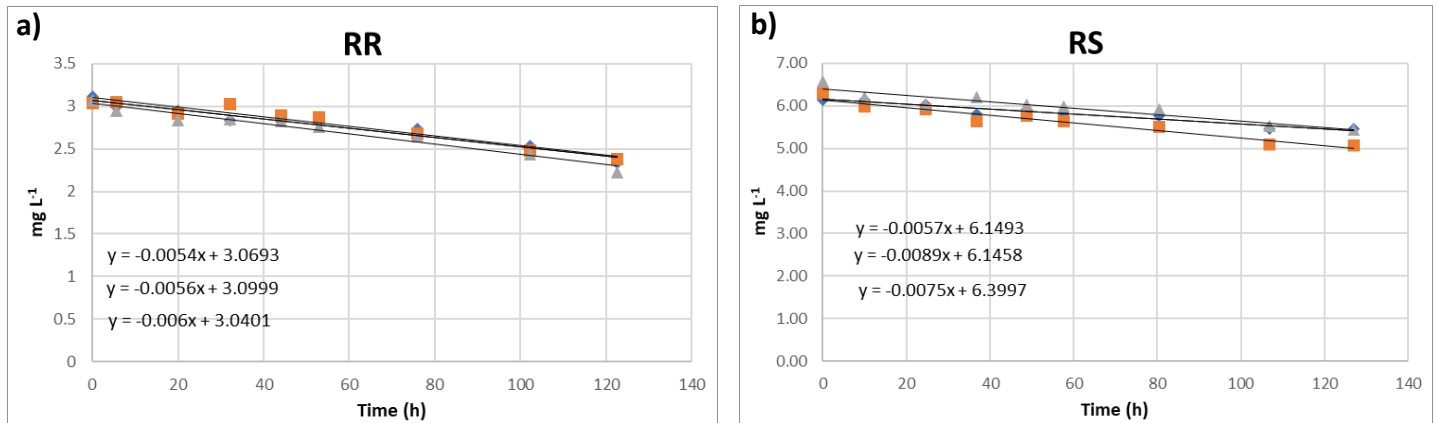 a)
RR
3.5
3
2.5
2
1.5
1
0.5
0
mg L-1
y = -0.0054x + 3.0693
y = -0.0056x + 3.0999
y = -0.006x + 3.0401
0 20 40 60 80 100 120 140
Time (h)
b)
RS
7.00
6.00
5.00
4.00
3.00
2.00
1.00
0.00
mg L-1
y = -0.0057x + 6.1493
y = -0.0089x + 6.1458
y = -0.0075x + 6.3997
0 20 40 60 80 100 120 140
Time (h)